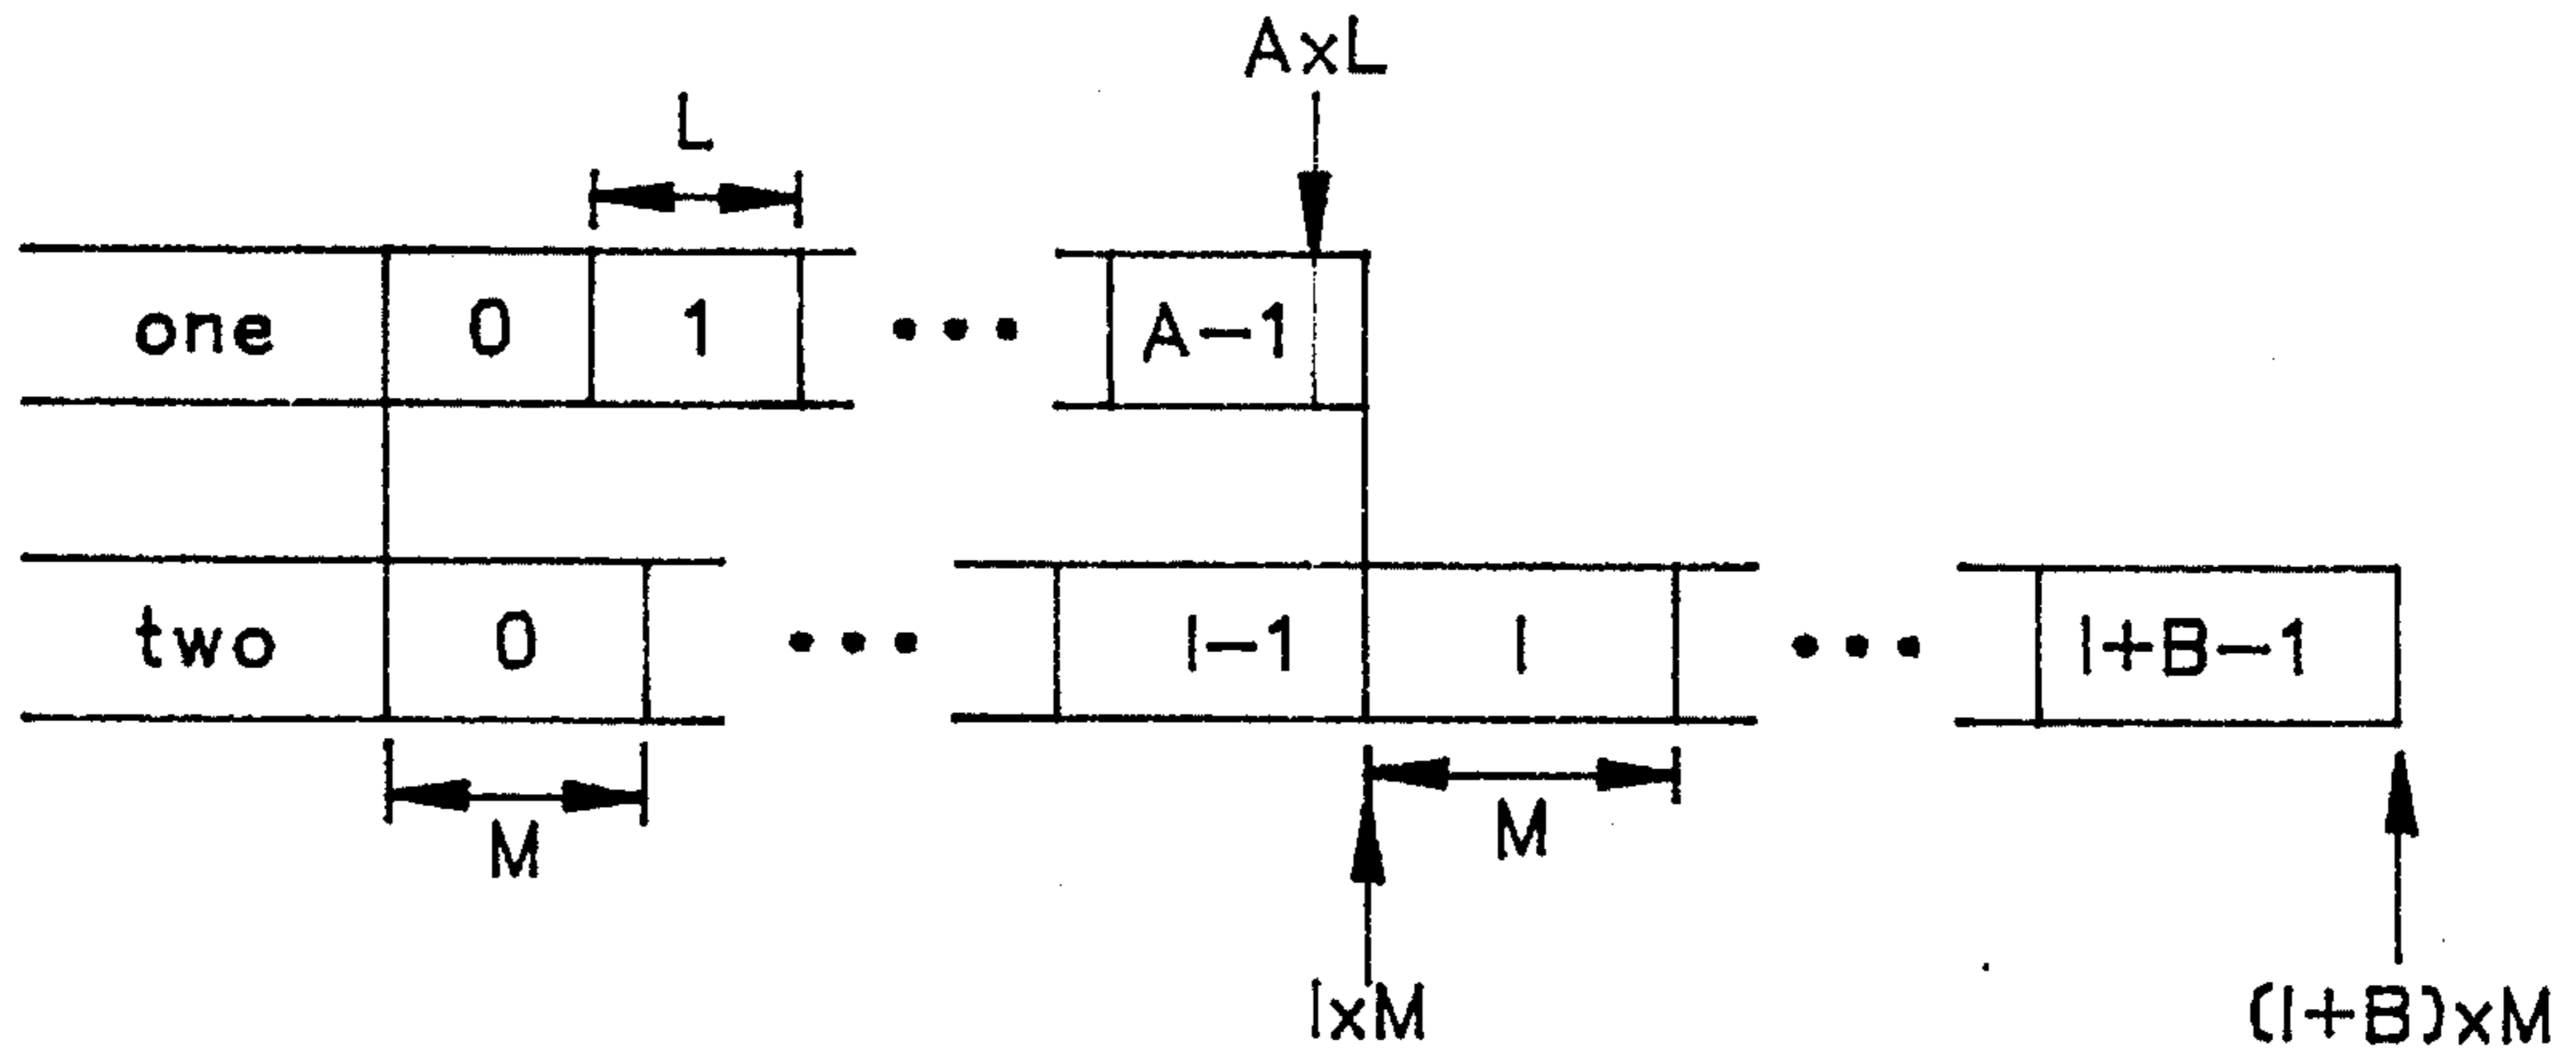 AxL
L
one 0 1 ••• A-1
two 0 ••• I-1 I ••• I+B-1
M M
IxM (I+B)xM